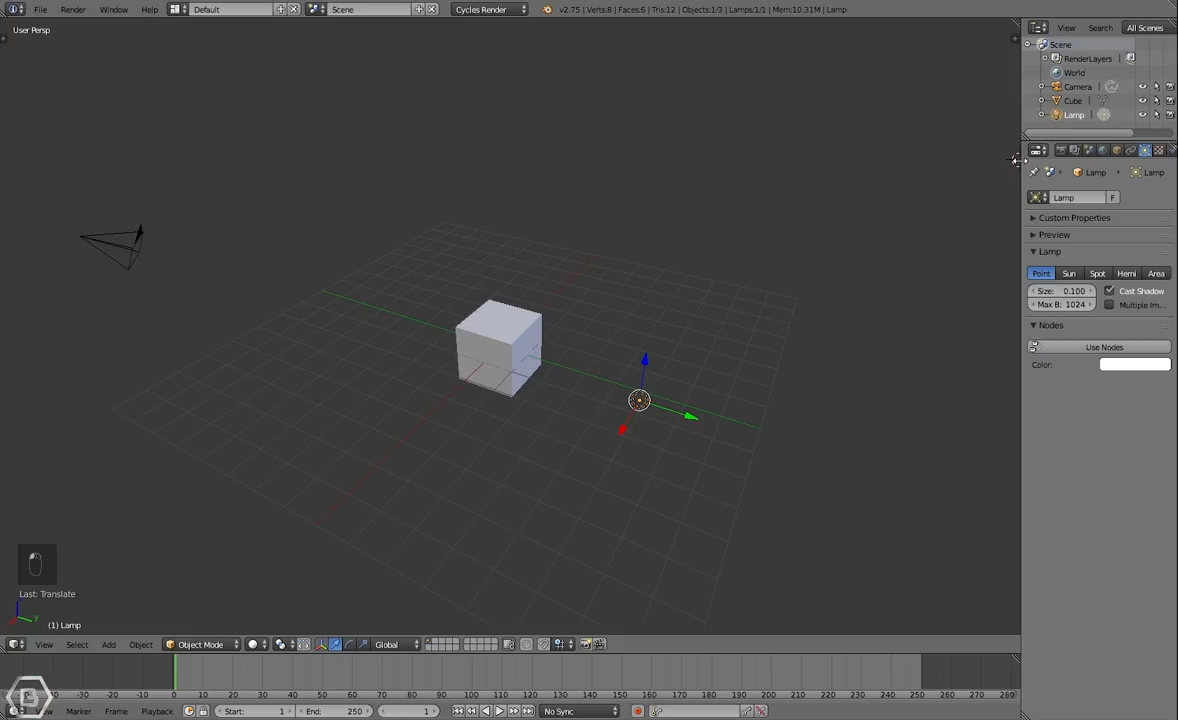 File Render Window Help Default Scene Cycles Render v2.75 | Verts:8 | Faces:6 | Tris:12 | Objects:1/3 | Lamps:1/1 | Mem:10.31M | Lamp
User Persp
View Search All Scenes
Scene
RenderLayers
World
Camera
Cube
Lamp
Lamp Lamp
Lamp F
Custom Properties
Preview
Lamp
Point Sun Spot Hemi Area
Size: 0.100 Cast Shadow
Max B: 1024 Multiple Im...
Nodes
Use Nodes
Color:
Last: Translate
(1) Lamp
View Select Add Object Object Mode Global
-30 -20 -10 0 10 20 30 40 50 60 70 80 90 100 110 120 130 140 150 160 170 180 190 200 210 220 230 240 250 260 270 280
Marker Frame Playback Start: 1 End: 250 1 No Sync
B